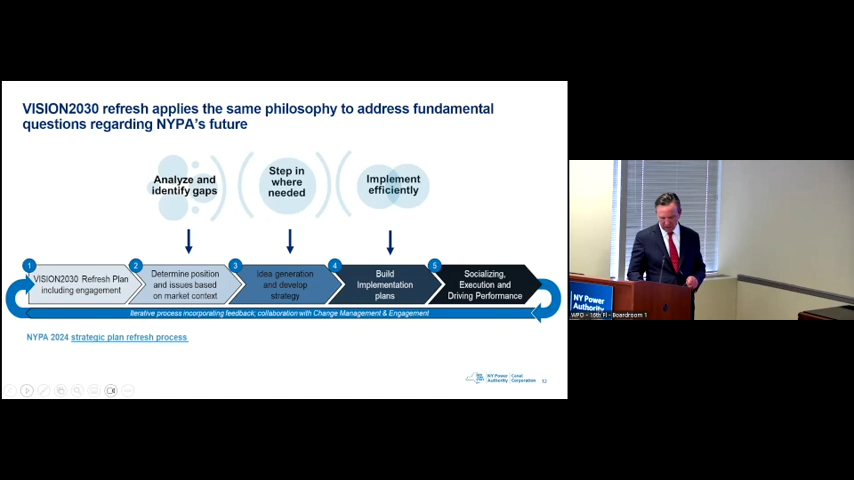 VISION2030 refresh applies the same philosophy to address fundamental
questions regarding NYPA's future
Analyze and
identify gaps
Step in
where
needed
Implement
efficiently
1
VISION2030 Refresh Plan
including engagement
2
Determine position
and issues based
on market context
3
Idea generation
and develop
strategy
4
Build
Implementation
plans
5
Socializing,
Execution and
Driving Performance
Iterative process incorporating feedback; collaboration with Change Management & Engagement
NYPA 2024 strategic plan refresh process
NY Power
Authority
Canal
Corporation
NY Power
Authority
WPO - 16th Fl - Boardroom 1